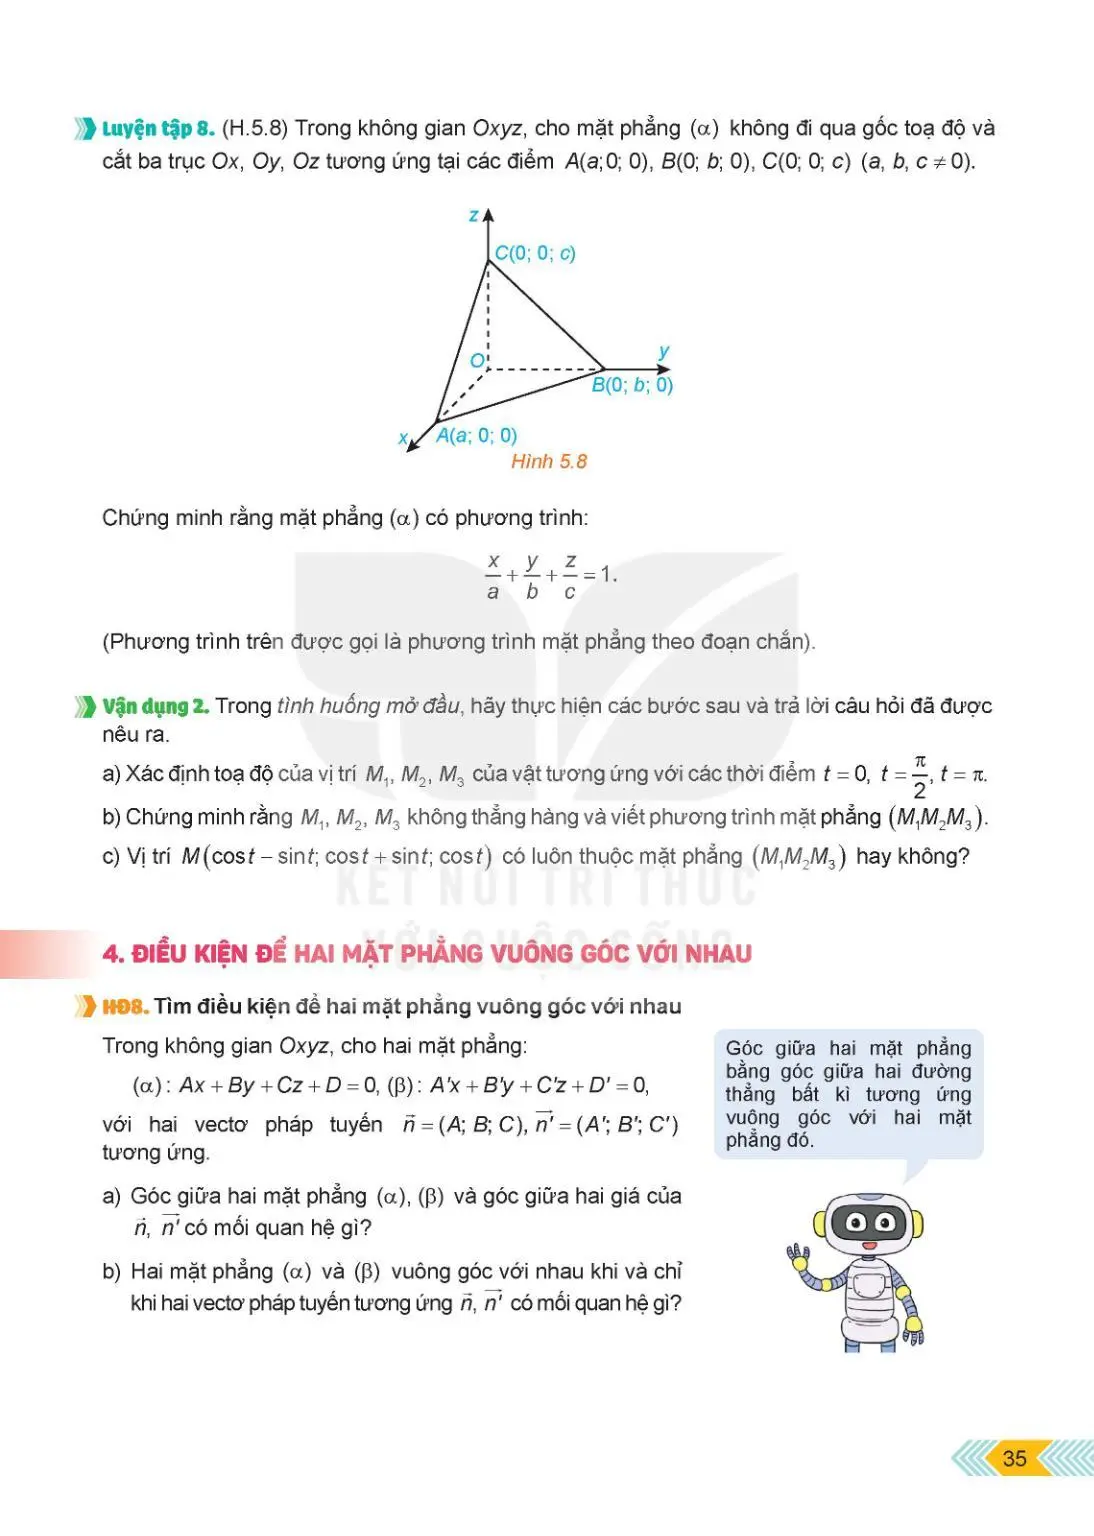 Luyện tập 8. (H.5.8) Trong không gian Oxyz, cho mặt phẳng (α) không đi qua gốc toạ độ và
cắt ba trục Ox, Oy, Oz tương ứng tại các điểm A(a;0; 0), B(0; b; 0), C(0; 0; c) (a, b, c ≠ 0).
z
C(0; 0; c)
O
y
B(0; b; 0)
x
A(a; 0; 0)
Hình 5.8
Chứng minh rằng mặt phẳng (α) có phương trình:
x/a + y/b + z/c = 1.
(Phương trình trên được gọi là phương trình mặt phẳng theo đoạn chắn).
Vận dụng 2. Trong tình huống mở đầu, hãy thực hiện các bước sau và trả lời câu hỏi đã được
nêu ra.
a) Xác định toạ độ của vị trí M₁, M₂, M₃ của vật tương ứng với các thời điểm t = 0, t = π/2, t = π.
b) Chứng minh rằng M₁, M₂, M₃ không thẳng hàng và viết phương trình mặt phẳng (M₁M₂M₃).
c) Vị trí M(cost − sint; cost + sint; cost) có luôn thuộc mặt phẳng (M₁M₂M₃) hay không?
KẾT NỐI TRI THỨC
VỚI CUỘC SỐNG
4. ĐIỀU KIỆN ĐỂ HAI MẶT PHẲNG VUÔNG GÓC VỚI NHAU
HĐ8. Tìm điều kiện để hai mặt phẳng vuông góc với nhau
Trong không gian Oxyz, cho hai mặt phẳng:
(α): Ax + By + Cz + D = 0, (β): A'x + B'y + C'z + D' = 0,
với hai vectơ pháp tuyến n⃗ = (A; B; C), n'⃗ = (A'; B'; C')
tương ứng.
a) Góc giữa hai mặt phẳng (α), (β) và góc giữa hai giá của
n⃗, n'⃗ có mối quan hệ gì?
b) Hai mặt phẳng (α) và (β) vuông góc với nhau khi và chỉ
khi hai vectơ pháp tuyến tương ứng n⃗, n'⃗ có mối quan hệ gì?
Góc giữa hai mặt phẳng
bằng góc giữa hai đường
thẳng bất kì tương ứng
vuông góc với hai mặt
phẳng đó.
35